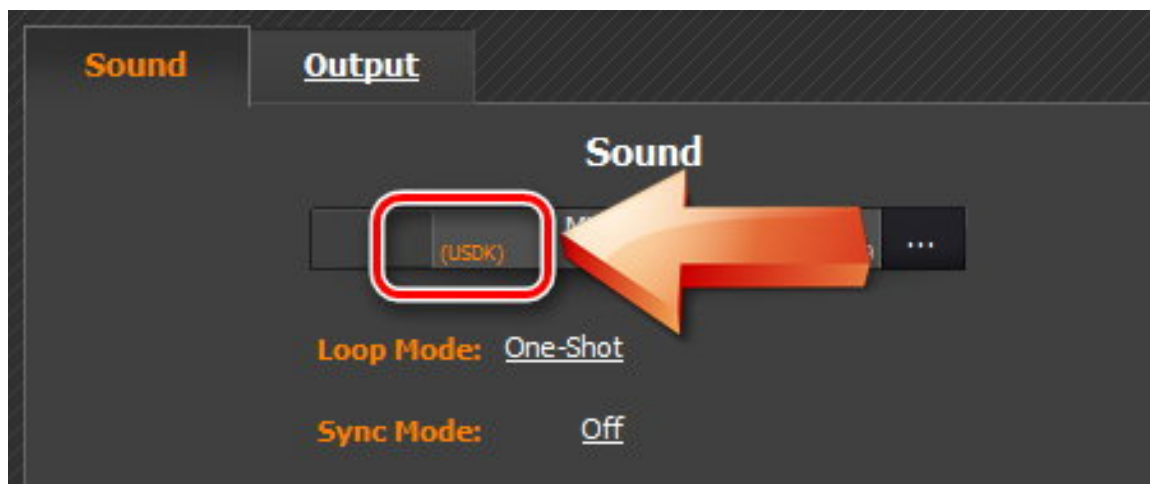 Sound Output
Sound
(USDK) ...
Loop Mode: One-Shot
Sync Mode: Off